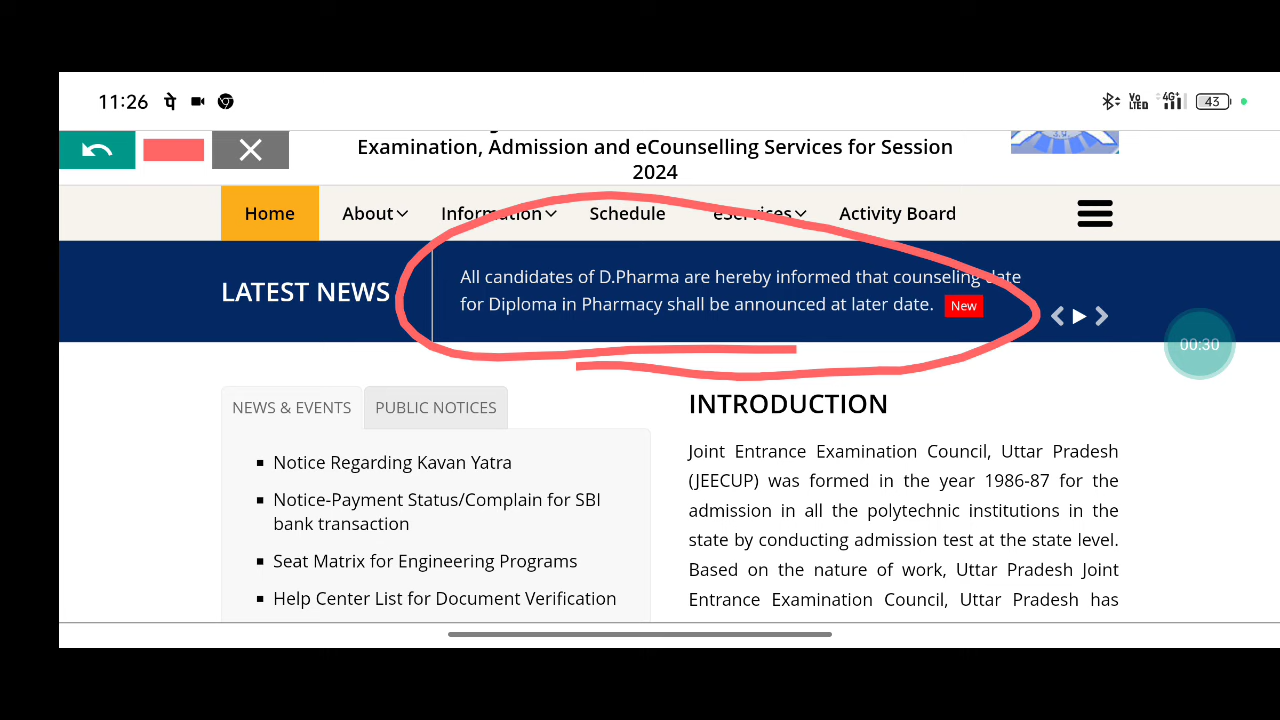 11:26 पे Vo LTED 4G+ 43
Examination, Admission and eCounselling Services for Session
2024
Home About Information Schedule eServices Activity Board
LATEST NEWS
All candidates of D.Pharma are hereby informed that counseling date
for Diploma in Pharmacy shall be announced at later date. New
00:30
NEWS & EVENTS PUBLIC NOTICES
Notice Regarding Kavan Yatra
Notice-Payment Status/Complain for SBI
bank transaction
Seat Matrix for Engineering Programs
Help Center List for Document Verification
INTRODUCTION
Joint Entrance Examination Council, Uttar Pradesh
(JEECUP) was formed in the year 1986-87 for the
admission in all the polytechnic institutions in the
state by conducting admission test at the state level.
Based on the nature of work, Uttar Pradesh Joint
Entrance Examination Council, Uttar Pradesh has